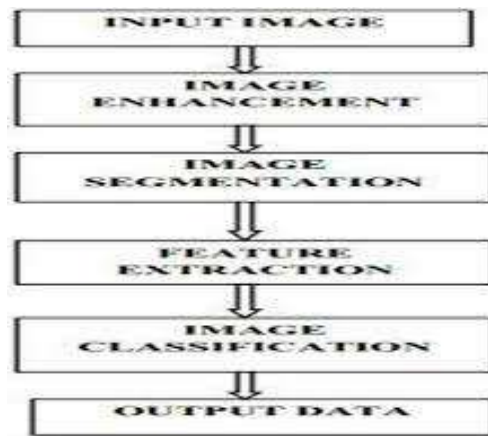 INPUT IMAGE
IMAGE
ENHANCEMENT
IMAGE
SEGMENTATION
FEATURE
EXTRACTION
IMAGE
CLASSIFICATION
OUTPUT DATA